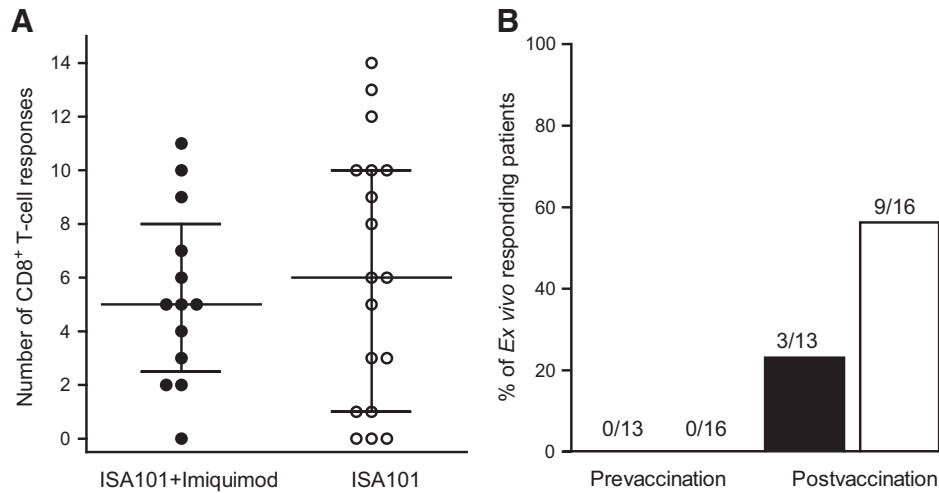 A
Number of CD8⁺ T-cell responses
14
12
10
8
6
4
2
0
ISA101+Imiquimod
ISA101
B
% of Ex vivo responding patients
100
80
60
40
20
0
0/13
0/16
3/13
9/16
Prevaccination
Postvaccination